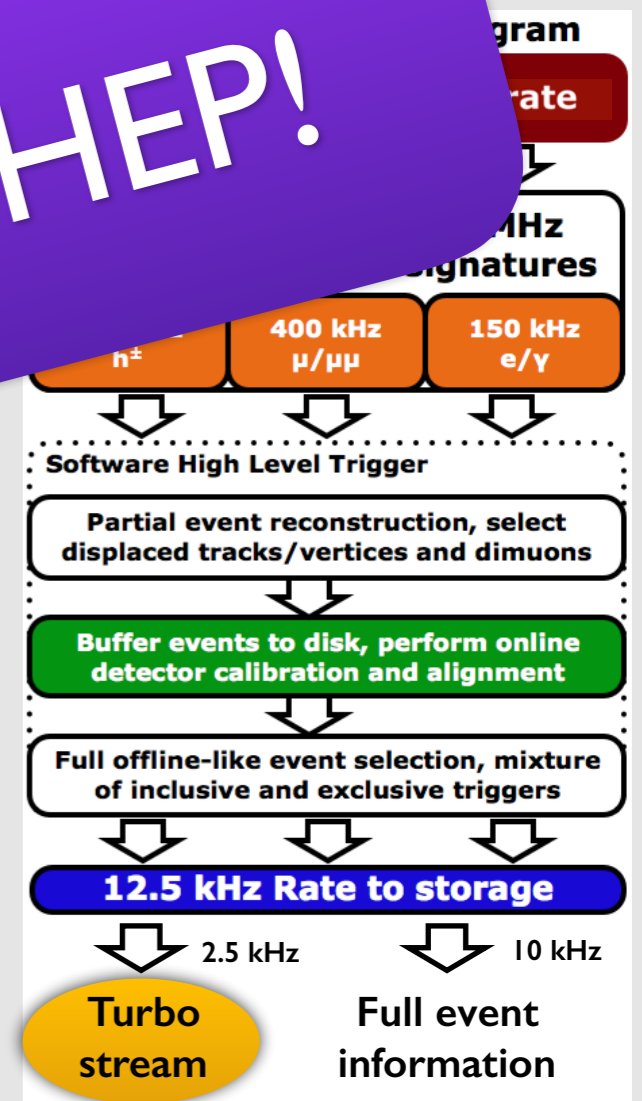 HEP!
gram
rate
MHz
signatures
h±
400 kHz
μ/μμ
150 kHz
e/γ
Software High Level Trigger
Partial event reconstruction, select
displaced tracks/vertices and dimuons
Buffer events to disk, perform online
detector calibration and alignment
Full offline-like event selection, mixture
of inclusive and exclusive triggers
12.5 kHz Rate to storage
2.5 kHz
10 kHz
Turbo
stream
Full event
information